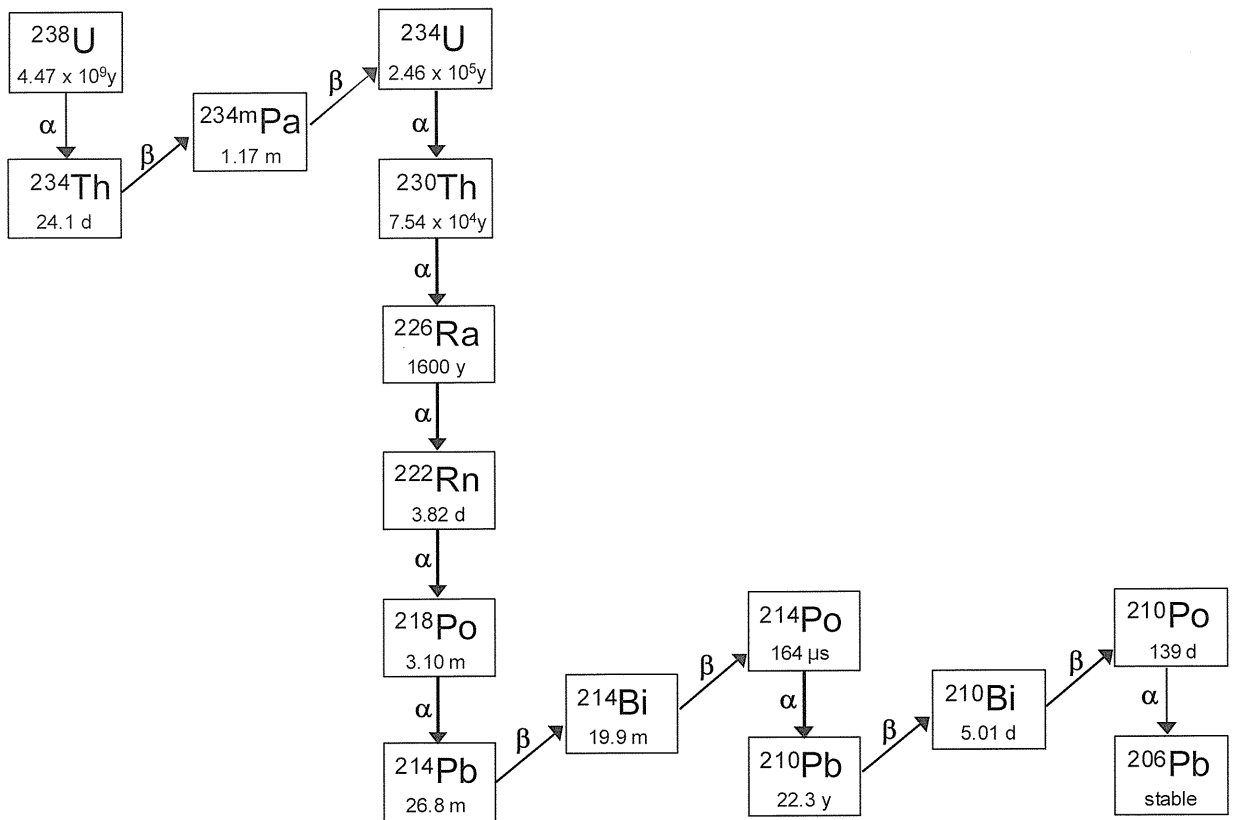 ²³⁸U
4.47 x 10⁹y
α
²³⁴Th
24.1 d
β
²³⁴ᵐPa
1.17 m
β
²³⁴U
2.46 x 10⁵y
α
²³⁰Th
7.54 x 10⁴y
α
²²⁶Ra
1600 y
α
²²²Rn
3.82 d
α
²¹⁸Po
3.10 m
α
²¹⁴Pb
26.8 m
β
²¹⁴Bi
19.9 m
β
²¹⁴Po
164 µs
α
²¹⁰Pb
22.3 y
β
²¹⁰Bi
5.01 d
β
²¹⁰Po
139 d
α
²⁰⁶Pb
stable